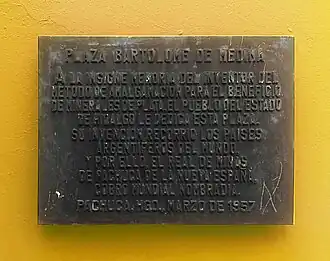 PLAZA BARTOLOME DE MEDINA
A LA INSIGNE MEMORIA DEL INVENTOR DEL
METODO DE AMALGAMACION PARA EL BENEFICIO
DE MINERALES DE PLATA EL PUEBLO DEL ESTADO
DE HIDALGO LE DEDICA ESTA PLAZA.
SU INVENCION RECORRIO LOS PAISES
ARGENTIFEROS DEL MUNDO
Y POR ELLO EL REAL DE MINAS
DE PACHUCA DE LA NUEVA ESPAÑA
COBRO MUNDIAL NOMBRADIA.
PACHUCA, HGO., MARZO DE 1957